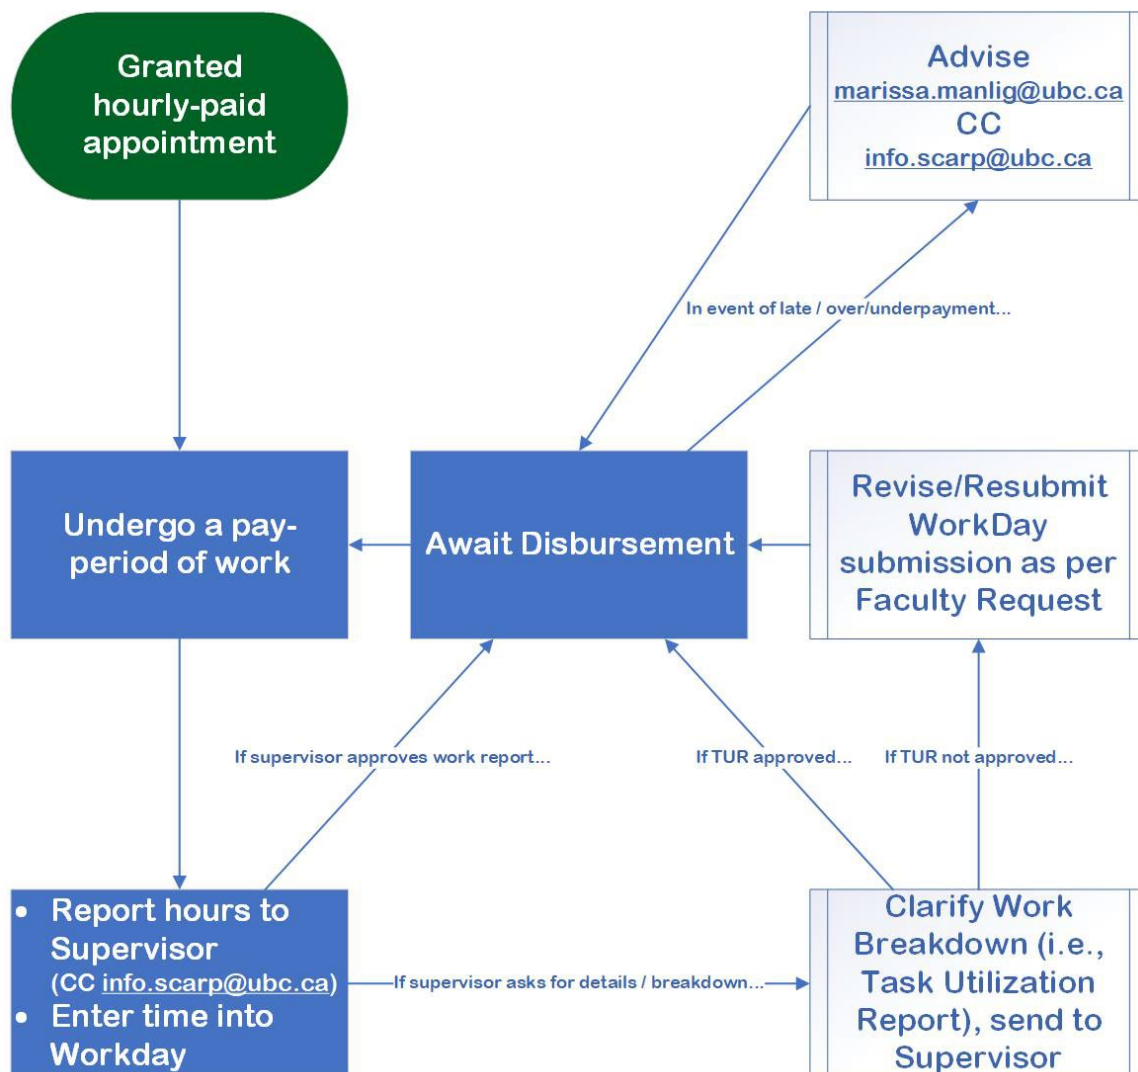 Granted
hourly-paid
appointment
Advise
marissa.manlig@ubc.ca
CC
info.scarp@ubc.ca
In event of late / over/underpayment...
Undergo a pay-
period of work
Await Disbursement
Revise/Resubmit
WorkDay
submission as per
Faculty Request
If supervisor approves work report...
If TUR approved...
If TUR not approved...
• Report hours to
Supervisor
(CC info.scarp@ubc.ca)
• Enter time into
Workday
If supervisor asks for details / breakdown...
Clarify Work
Breakdown (i.e.,
Task Utilization
Report), send to
Supervisor